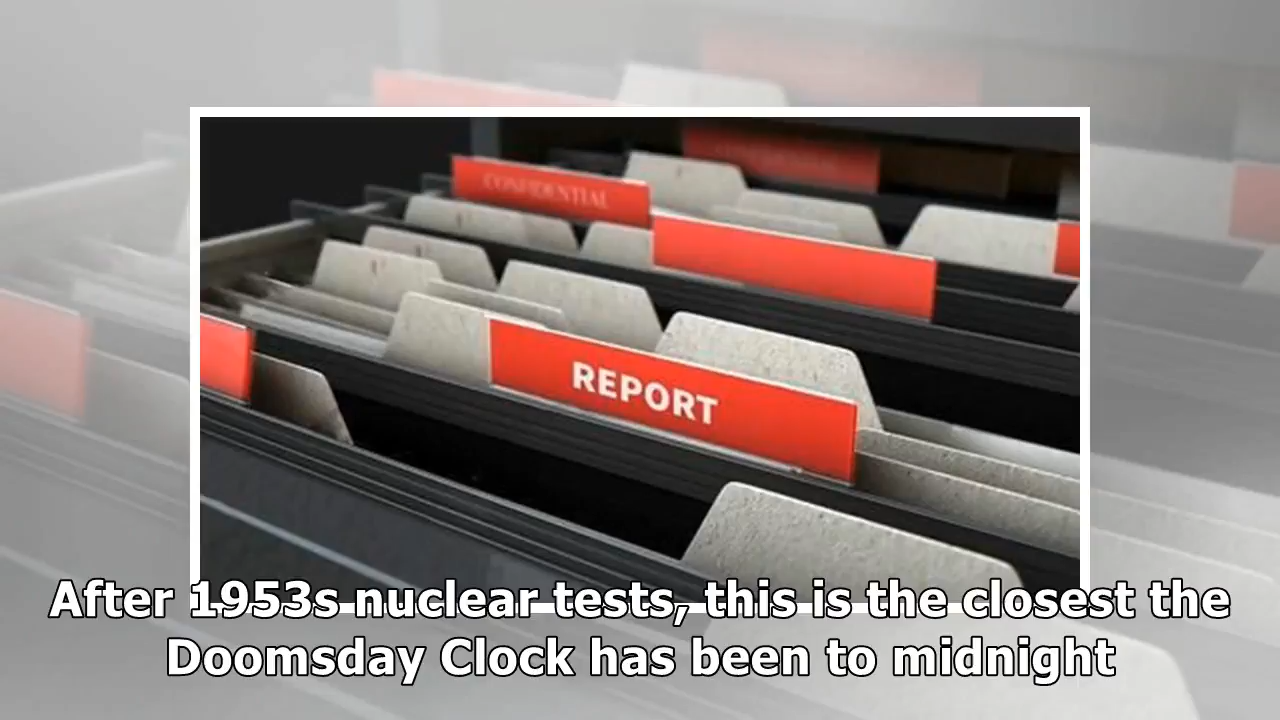 CONFIDENTIAL
REPORT
After 1953s nuclear tests, this is the closest the
Doomsday Clock has been to midnight